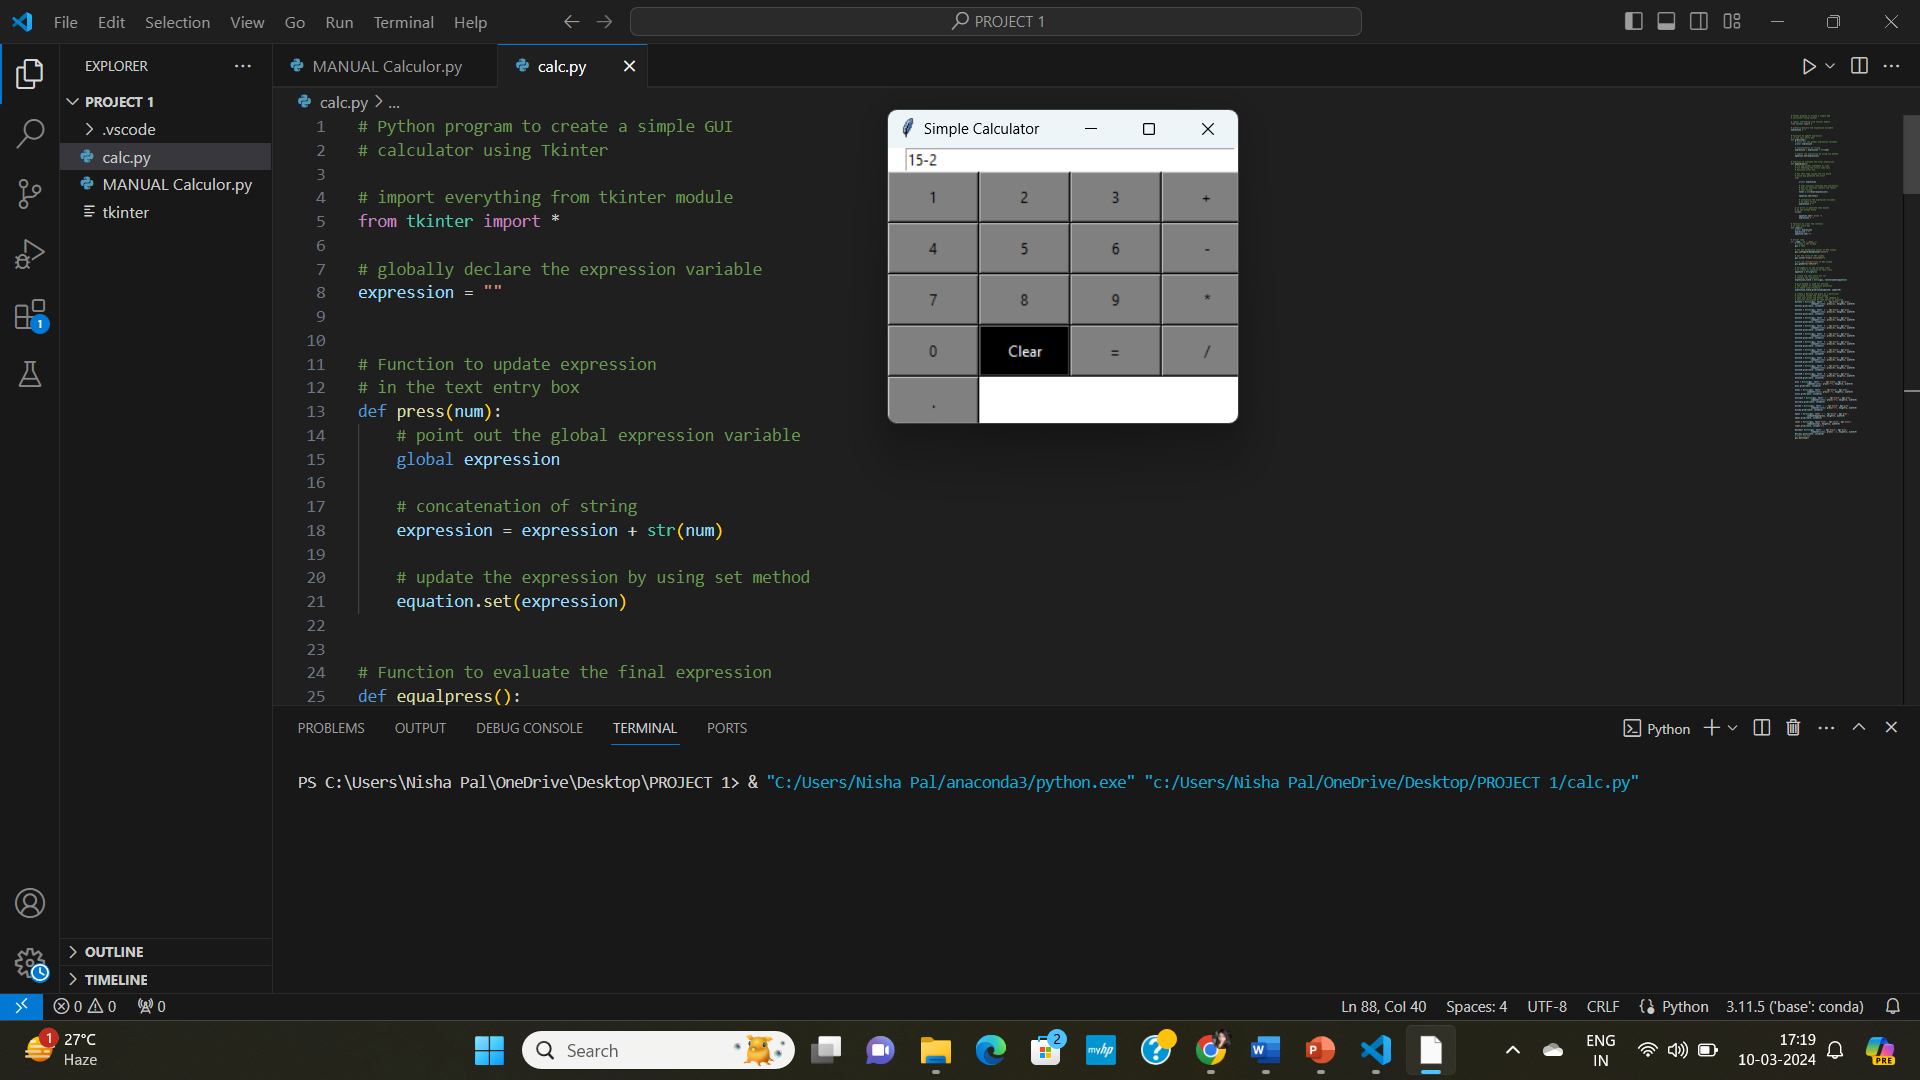 File Edit Selection View Go Run Terminal Help
PROJECT 1
EXPLORER
PROJECT 1
.vscode
calc.py
MANUAL Calculor.py
tkinter
OUTLINE
TIMELINE
MANUAL Calculor.py
calc.py
calc.py > ...
1 # Python program to create a simple GUI
2 # calculator using Tkinter
3
4 # import everything from tkinter module
5 from tkinter import *
6
7 # globally declare the expression variable
8 expression = ""
9
10
11 # Function to update expression
12 # in the text entry box
13 def press(num):
14 # point out the global expression variable
15 global expression
16
17 # concatenation of string
18 expression = expression + str(num)
19
20 # update the expression by using set method
21 equation.set(expression)
22
23
24 # Function to evaluate the final expression
25 def equalpress():
Simple Calculator
15-2
1 2 3 +
4 5 6 -
7 8 9 *
0 Clear = /
.
PROBLEMS OUTPUT DEBUG CONSOLE TERMINAL PORTS
Python
PS C:\Users\Nisha Pal\OneDrive\Desktop\PROJECT 1> & "C:/Users/Nisha Pal/anaconda3/python.exe" "c:/Users/Nisha Pal/OneDrive/Desktop/PROJECT 1/calc.py"
1
0 0 0
Ln 88, Col 40 Spaces: 4 UTF-8 CRLF Python 3.11.5 ('base': conda)
1
27°C
Haze
Search
2
myhp
?
W
P
ENG
IN
17:19
10-03-2024
PRE